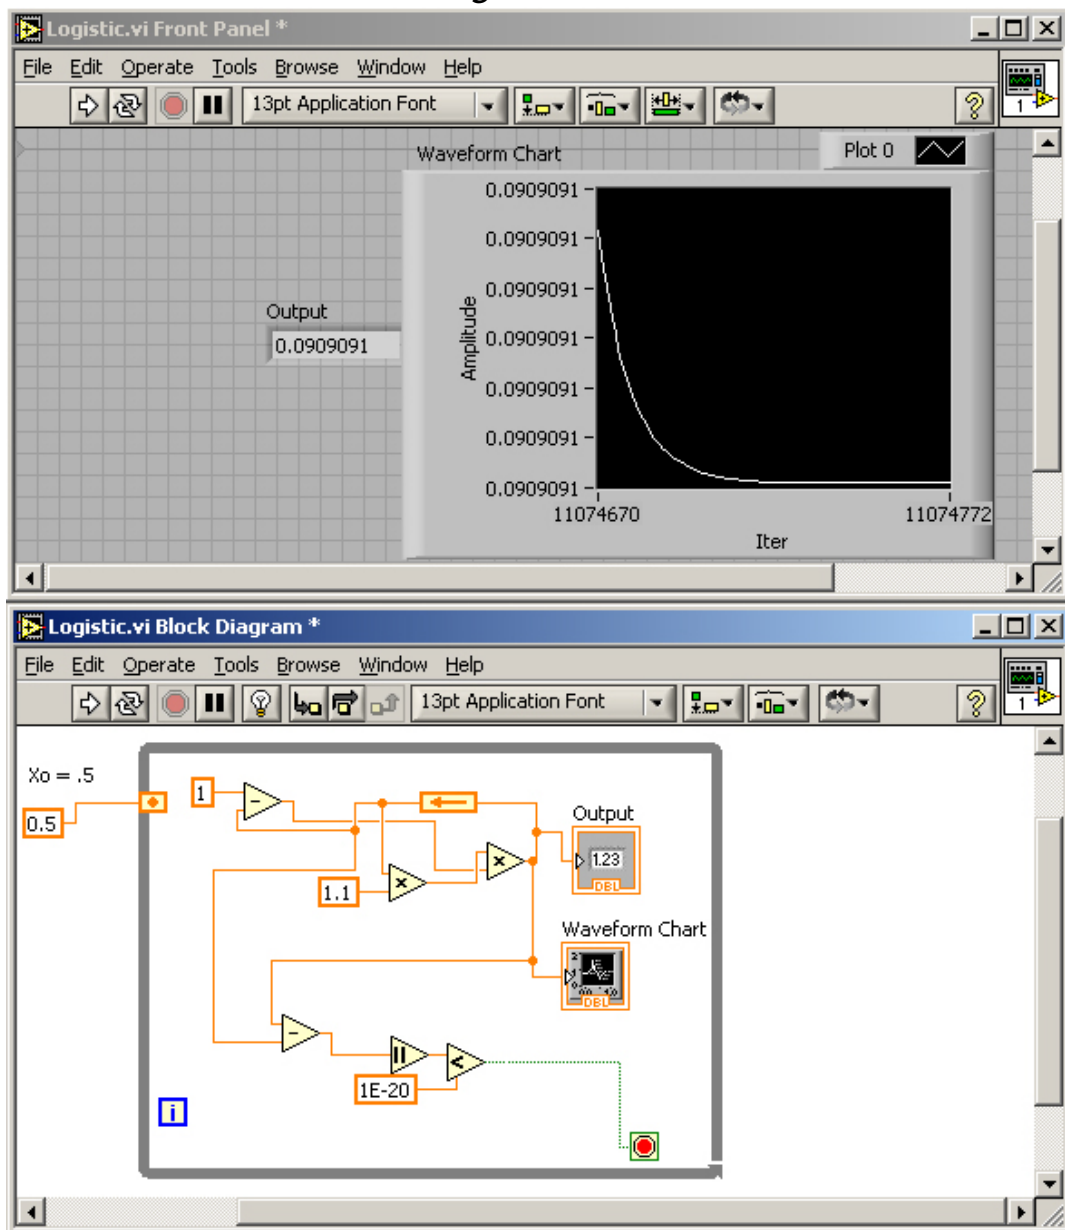 Logistic.vi Front Panel *
File Edit Operate Tools Browse Window Help
13pt Application Font
1
Waveform Chart
Plot 0
0.0909091
0.0909091
0.0909091
0.0909091
0.0909091
0.0909091
0.0909091
Amplitude
11074670
11074772
Iter
Output
0.0909091
Logistic.vi Block Diagram *
File Edit Operate Tools Browse Window Help
13pt Application Font
1
Xo = .5
0.5
1
1.1
Output
1.23
DBL
Waveform Chart
DBL
1E-20
i